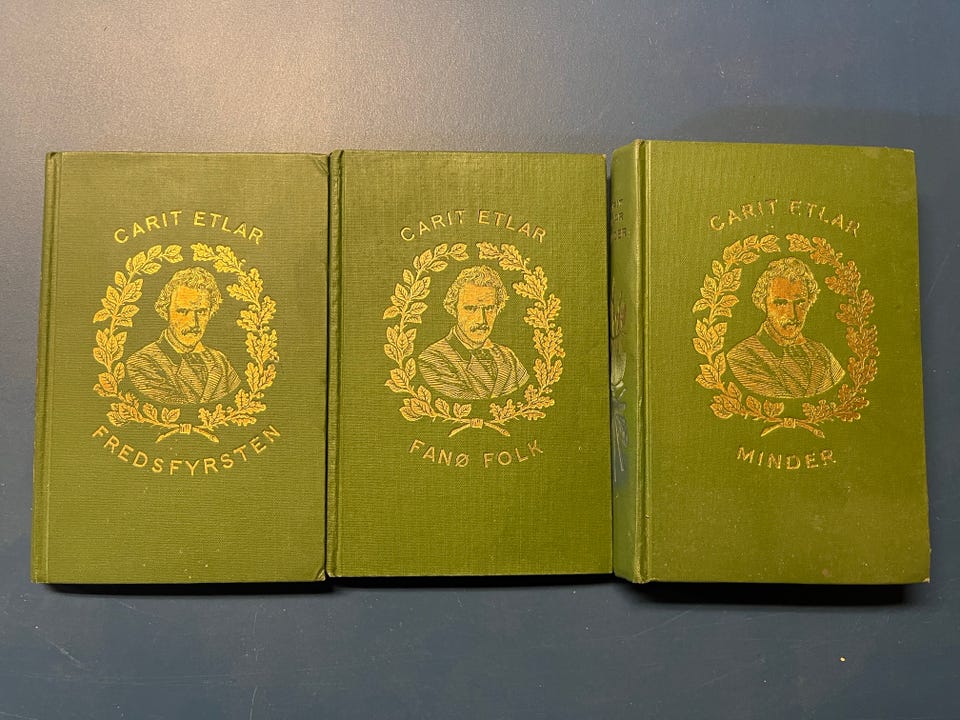 CARIT ETLAR
FREDSFYRSTEN
CARIT ETLAR
FANØ FOLK
CARIT ETLAR
MINDER